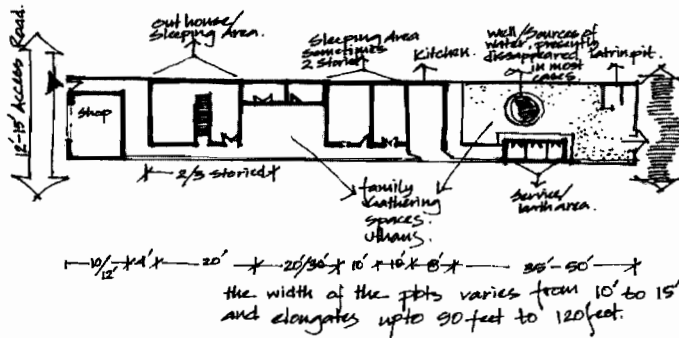 out house/
Sleeping Area.
Sleeping Area
sometimes
2 storied
Kitchen.
well/Sources of
water, presently
dissappeared
in most
cases.
Latrin pit.
12'-15' Access Road.
shop
2/3 storied
family
Gathering
spaces.
Uthans.
Service/
bath area.
10/12' 4' 20' 20'/30' 10' 10' 8' 35'-50'
the width of the plots varies from 10' to 15'
and elongates upto 90 feet to 120 feet.